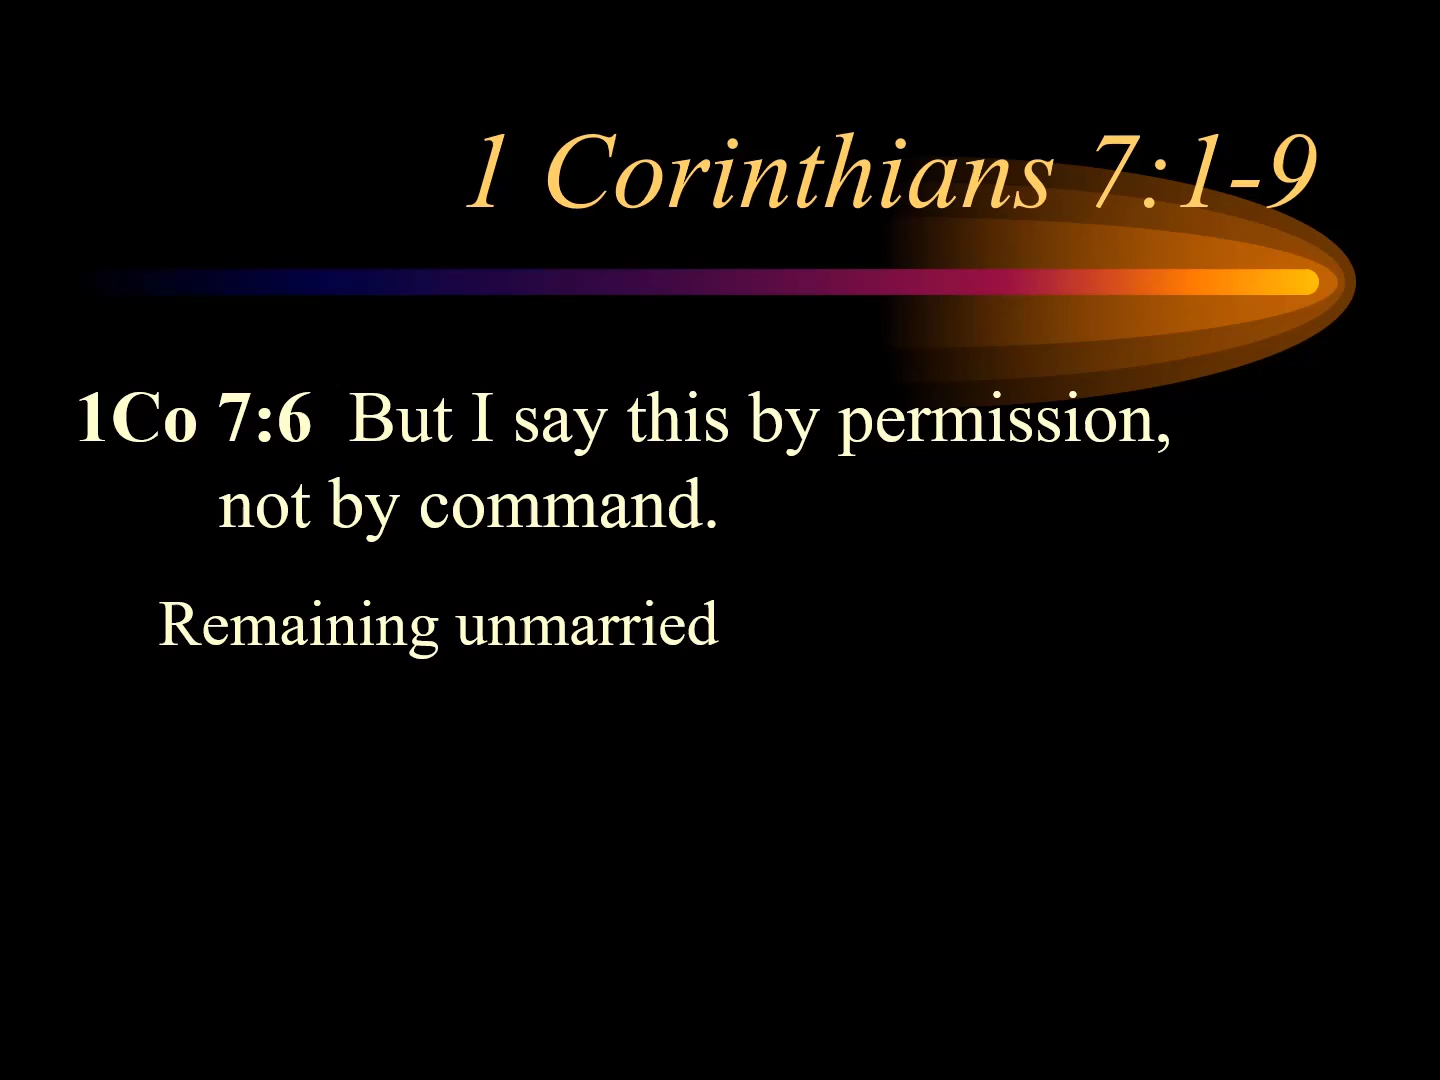 1 Corinthians 7:1-9
1Co 7:6 But I say this by permission,
not by command.
Remaining unmarried